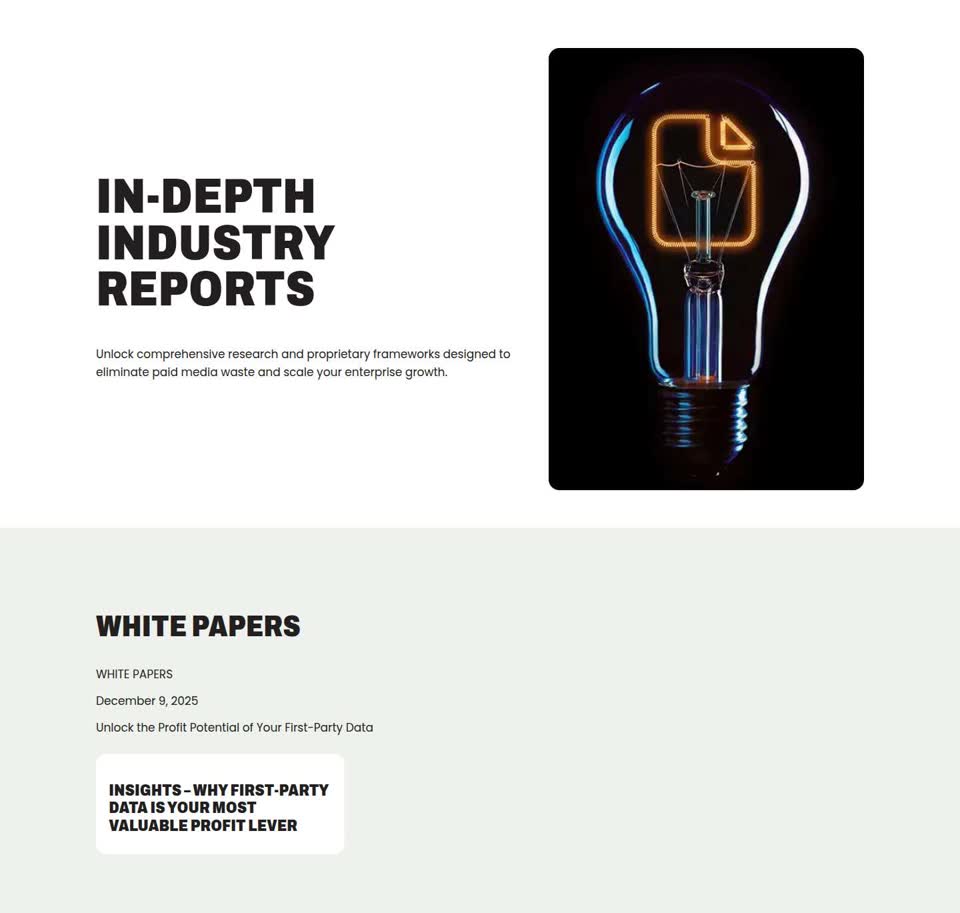 IN-DEPTH
INDUSTRY
REPORTS
Unlock comprehensive research and proprietary frameworks designed to
eliminate paid media waste and scale your enterprise growth.
WHITE PAPERS
WHITE PAPERS
December 9, 2025
Unlock the Profit Potential of Your First-Party Data
INSIGHTS – WHY FIRST-PARTY
DATA IS YOUR MOST
VALUABLE PROFIT LEVER